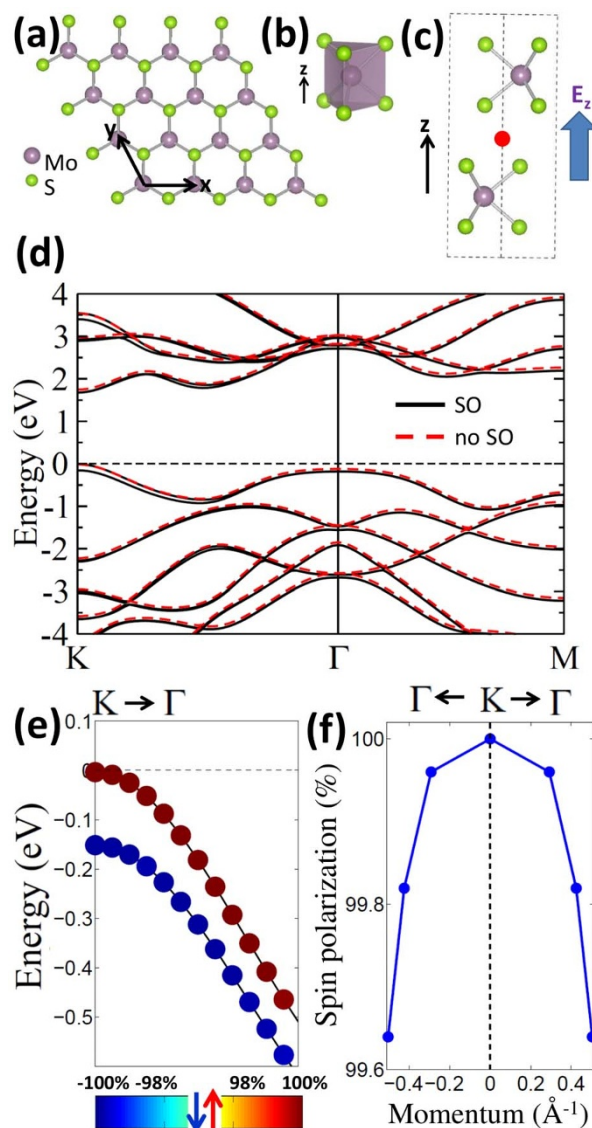 (a)
(b)
(c)
z
z
E_z
y
x
Mo
S
(d)
4
3
2
1
0
-1
-2
-3
-4
Energy (eV)
SO
no SO
K
Γ
M
(e)
K → Γ
0.1
0
−0.1
−0.2
−0.3
−0.4
−0.5
Energy (eV)
-100% -98% 98% 100%
(f)
Γ ← K → Γ
100
99.8
99.6
Spin polarization (%)
−0.4 −0.2 0 0.2 0.4
Momentum (Å⁻¹)